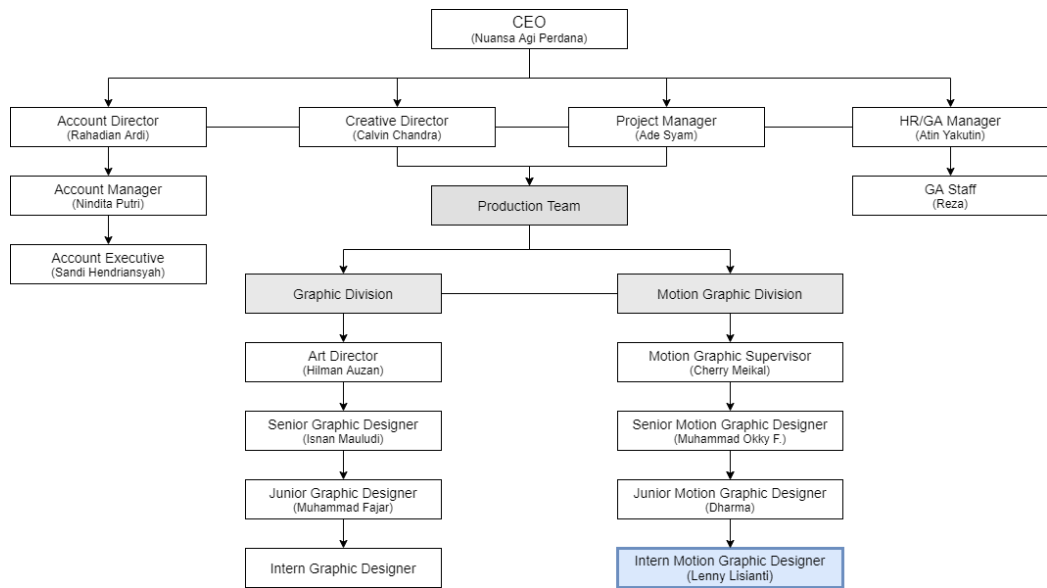 CEO
(Nuansa Agi Perdana)
Account Director
(Rahadian Ardi)
Creative Director
(Calvin Chandra)
Project Manager
(Ade Syam)
HR/GA Manager
(Atin Yakutin)
Account Manager
(Nindita Putri)
Production Team
GA Staff
(Reza)
Account Executive
(Sandi Hendriansyah)
Graphic Division
Motion Graphic Division
Art Director
(Hilman Auzan)
Motion Graphic Supervisor
(Cherry Meikal)
Senior Graphic Designer
(Isnan Mauludi)
Senior Motion Graphic Designer
(Muhammad Okky F.)
Junior Graphic Designer
(Muhammad Fajar)
Junior Motion Graphic Designer
(Dharma)
Intern Graphic Designer
Intern Motion Graphic Designer
(Lenny Lisianti)